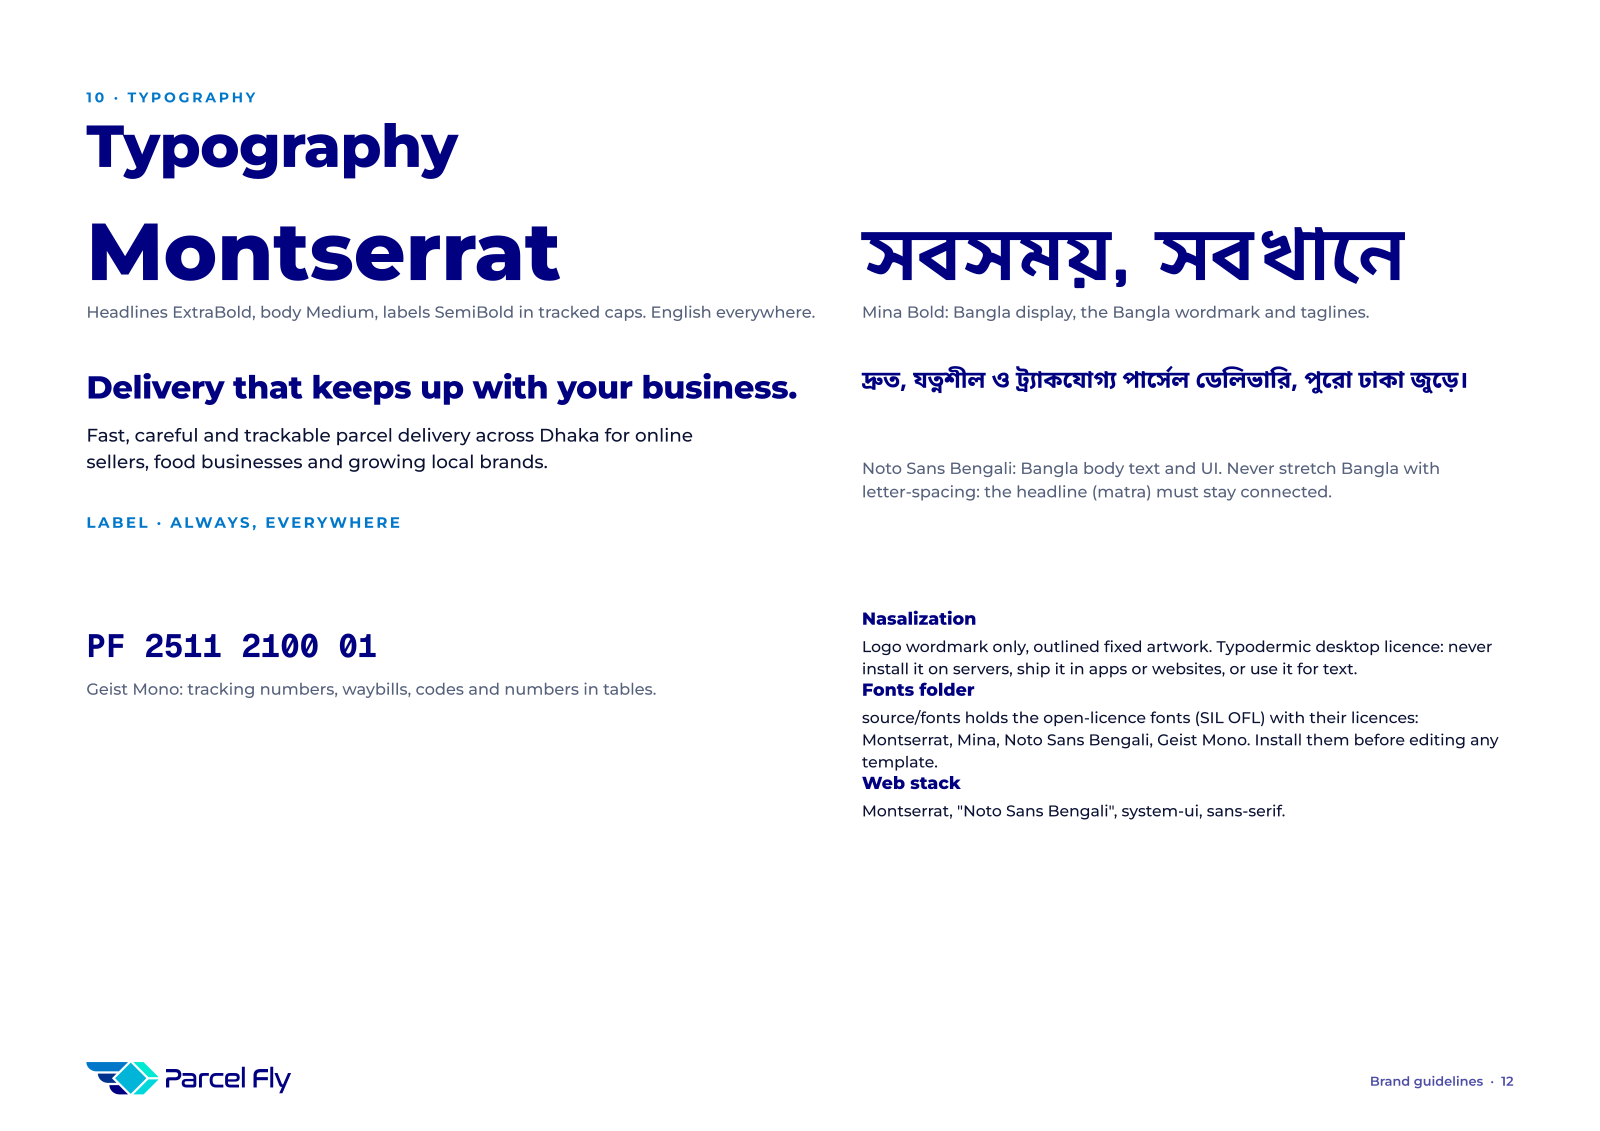 10 · TYPOGRAPHY
Typography
Montserrat
Headlines ExtraBold, body Medium, labels SemiBold in tracked caps. English everywhere.
Delivery that keeps up with your business.
Fast, careful and trackable parcel delivery across Dhaka for online
sellers, food businesses and growing local brands.
LABEL · ALWAYS, EVERYWHERE
PF 2511 2100 01
Geist Mono: tracking numbers, waybills, codes and numbers in tables.
সবসময়, সবখানে
Mina Bold: Bangla display, the Bangla wordmark and taglines.
দ্রুত, যত্নশীল ও ট্র্যাকযোগ্য পার্সেল ডেলিভারি, পুরো ঢাকা জুড়ে।
Noto Sans Bengali: Bangla body text and UI. Never stretch Bangla with
letter-spacing: the headline (matra) must stay connected.
Nasalization
Logo wordmark only, outlined fixed artwork. Typodermic desktop licence: never
install it on servers, ship it in apps or websites, or use it for text.
Fonts folder
source/fonts holds the open-licence fonts (SIL OFL) with their licences:
Montserrat, Mina, Noto Sans Bengali, Geist Mono. Install them before editing any
template.
Web stack
Montserrat, "Noto Sans Bengali", system-ui, sans-serif.
Parcel Fly
Brand guidelines · 12